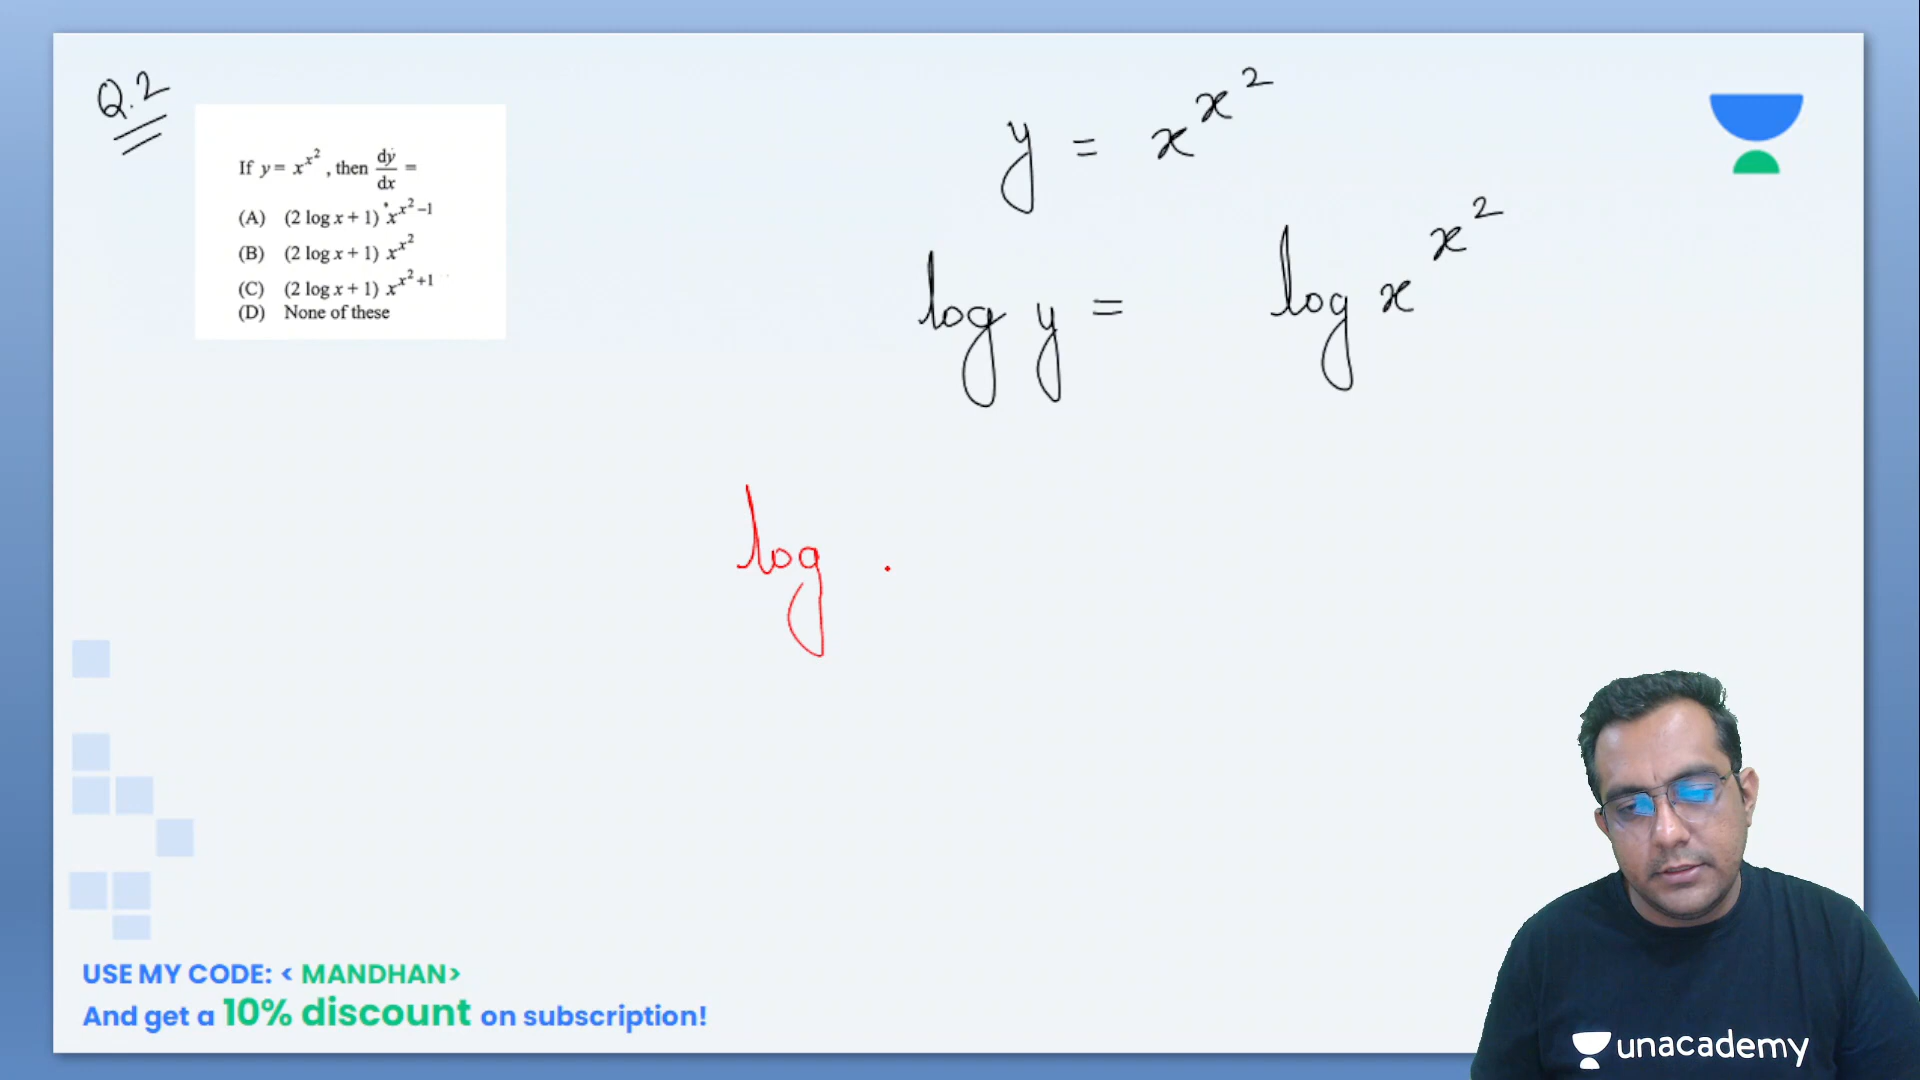 Q.2
If y = x^x^2 , then dy/dx =
(A) (2 log x + 1) x^x^2−1
(B) (2 log x + 1) x^x^2
(C) (2 log x + 1) x^x^2+1
(D) None of these
y = x^x^2
log y = log x^x^2
log .
USE MY CODE: < MANDHAN>
And get a 10% discount on subscription!
unacademy